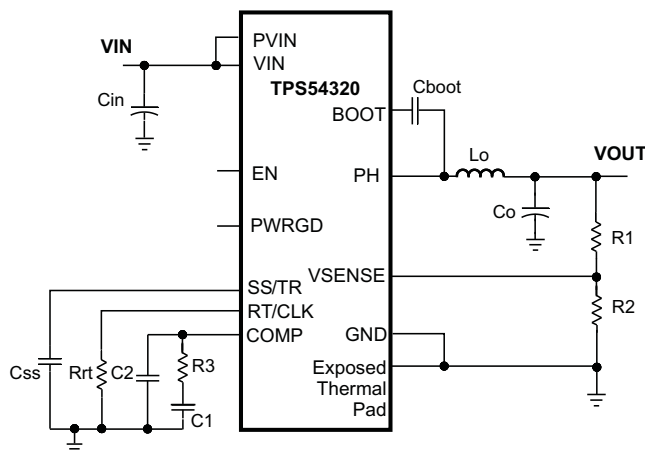 VIN
PVIN
VIN
TPS54320
Cin
BOOT
Cboot
EN
PH
Lo
VOUT
Co
R1
PWRGD
SS/TR
VSENSE
RT/CLK
R2
COMP
GND
Css
Rrt
C2
R3
C1
Exposed
Thermal
Pad